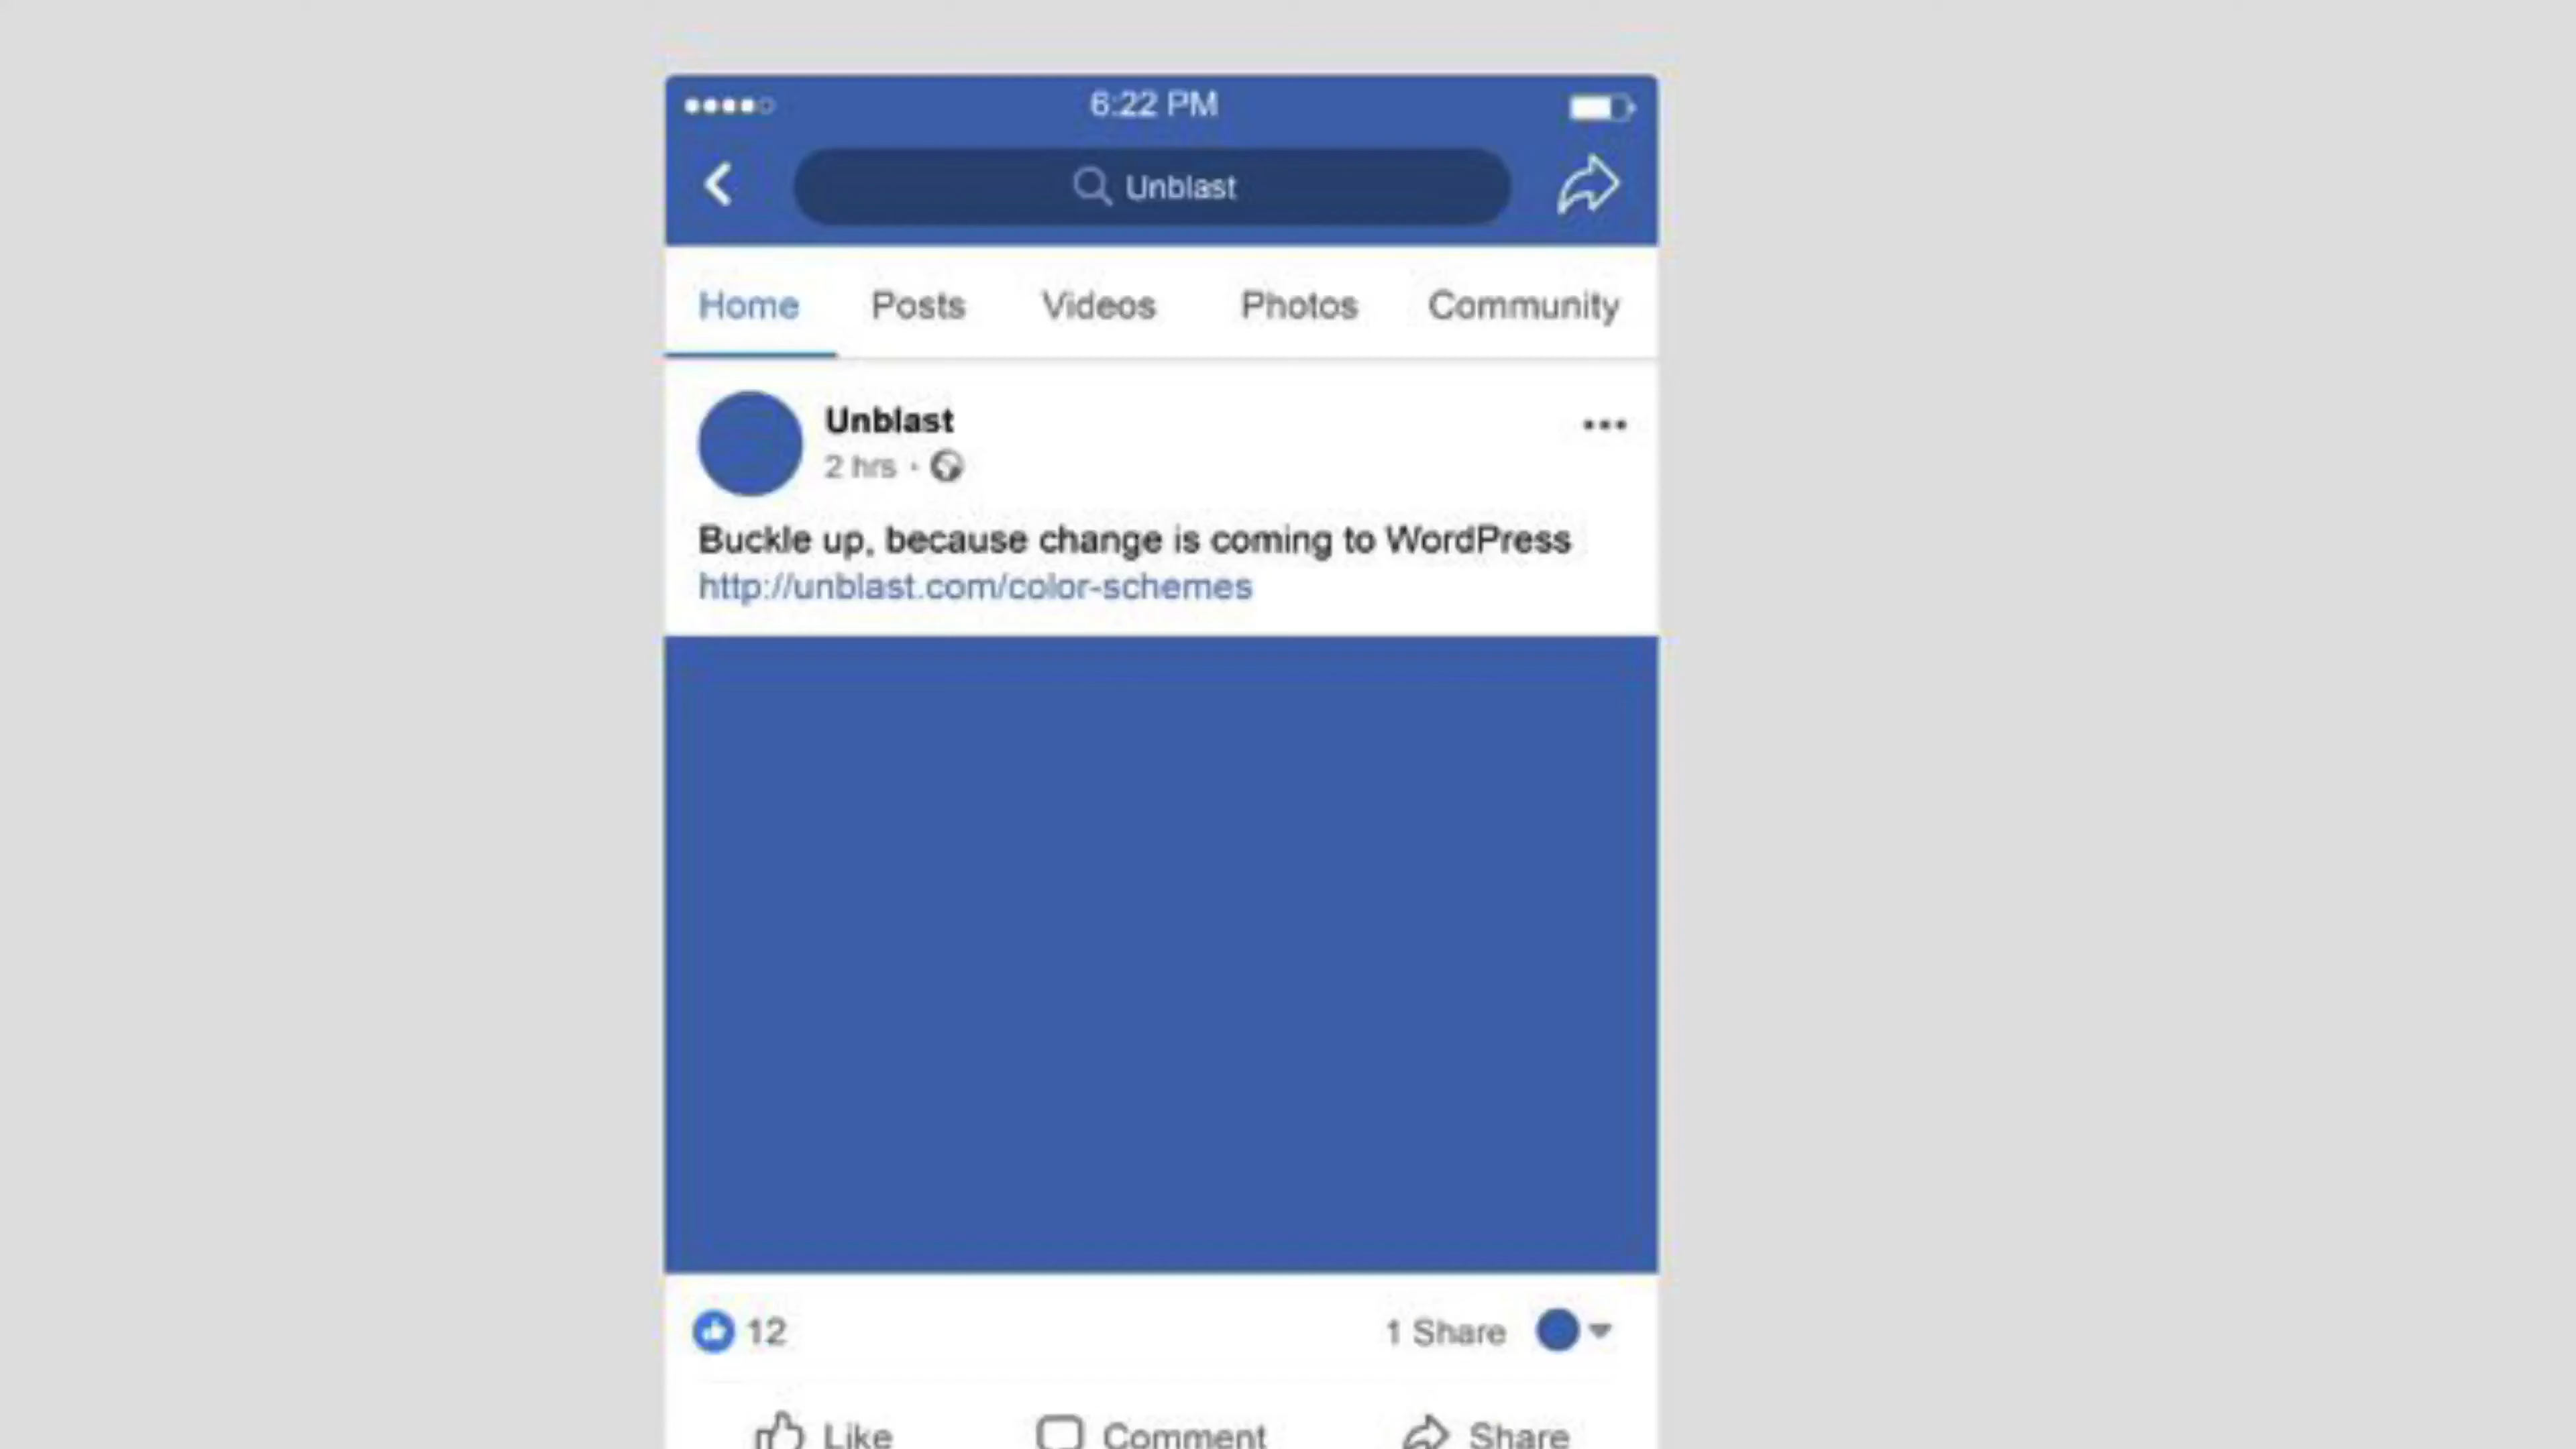 6:22 PM
Unblast
Home Posts Videos Photos Community
Unblast
2 hrs ·
Buckle up, because change is coming to WordPress
http://unblast.com/color-schemes
12 1 Share
Like Comment Share